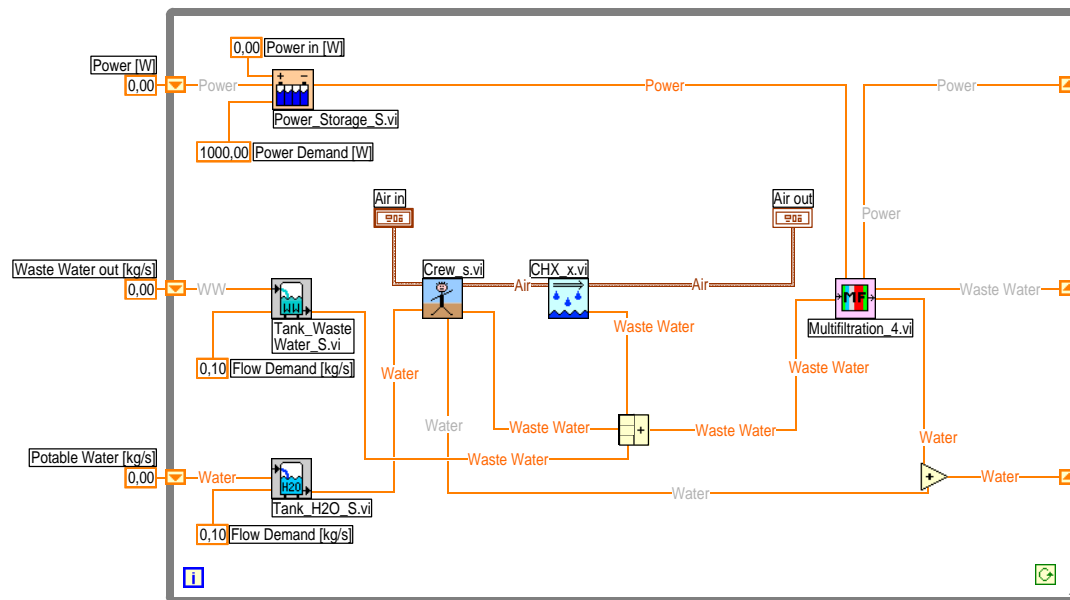 0,00 Power in [W]
Power [W]
0,00
Power
+ −
Power
Power
Power_Storage_S.vi
1000,00 Power Demand [W]
Air in
Air out
Power
Waste Water out [kg/s]
Crew_s.vi
CHX_x.vi
0,00
WW
Air
Air
Waste Water
WW
MF
Tank_Waste
Water_S.vi
Waste Water
Multifiltration_4.vi
0,10 Flow Demand [kg/s]
Water
Waste Water
Water
Waste Water
+
Waste Water
Water
Potable Water [kg/s]
Waste Water
0,00
Water
H2O
+
Water
Water
Tank_H2O_S.vi
0,10 Flow Demand [kg/s]
i